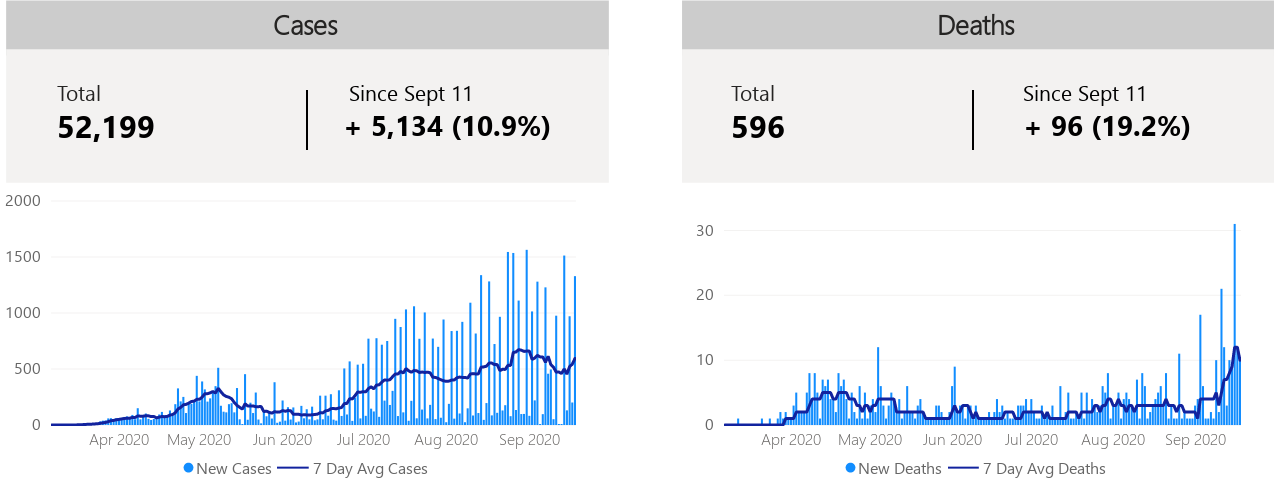 Cases
Total
52,199
Since Sept 11
+ 5,134 (10.9%)
2000
1500
1000
500
0
Apr 2020 May 2020 Jun 2020 Jul 2020 Aug 2020 Sep 2020
New Cases 7 Day Avg Cases
Deaths
Total
596
Since Sept 11
+ 96 (19.2%)
30
20
10
0
Apr 2020 May 2020 Jun 2020 Jul 2020 Aug 2020 Sep 2020
New Deaths 7 Day Avg Deaths